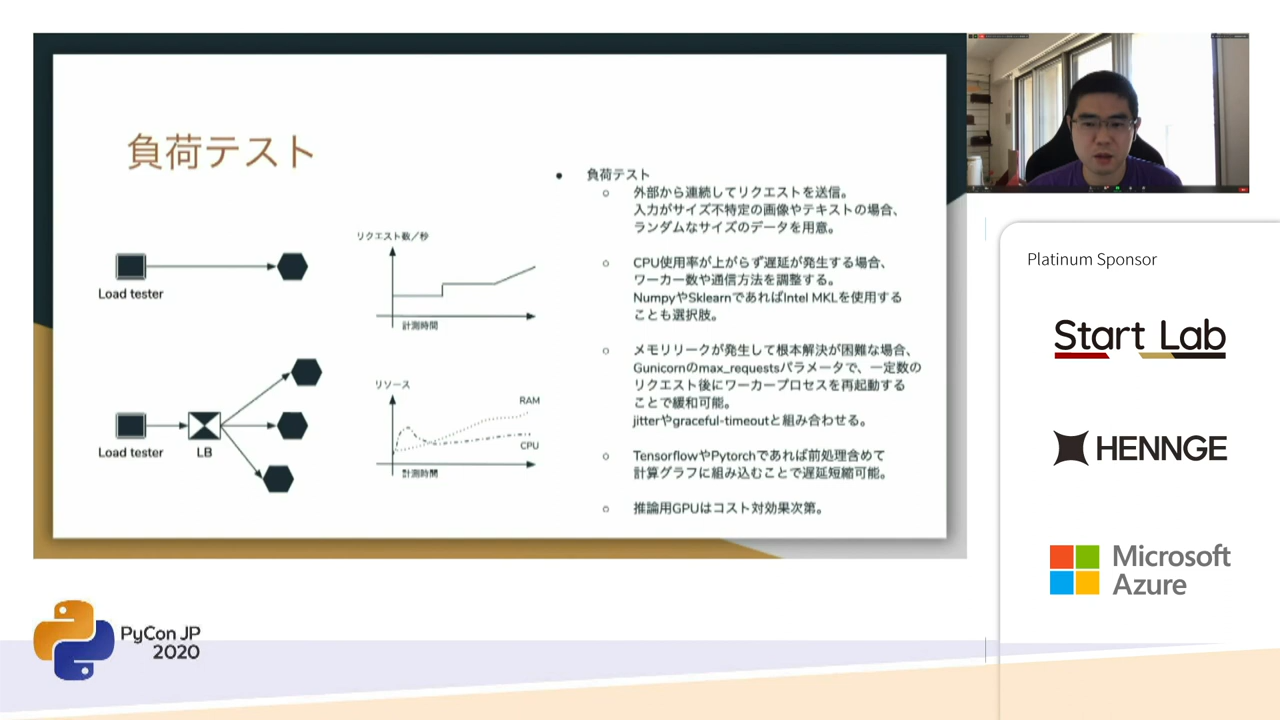 負荷テスト
Load tester
リクエスト数／秒
計測時間
Load tester
LB
リソース
RAM
CPU
計測時間
● 負荷テスト
○ 外部から連続してリクエストを送信。
入力がサイズ不特定の画像やテキストの場合、
ランダムなサイズのデータを用意。
○ CPU使用率が上がらず遅延が発生する場合、
ワーカー数や通信方法を調整する。
NumpyやSklearnであればIntel MKLを使用する
ことも選択肢。
○ メモリリークが発生して根本解決が困難な場合、
Gunicornのmax_requestsパラメータで、一定数の
リクエスト後にワーカープロセスを再起動する
ことで緩和可能。
jitterやgraceful-timeoutと組み合わせる。
○ TensorflowやPytorchであれば前処理含めて
計算グラフに組み込むことで遅延短縮可能。
○ 推論用GPUはコスト対効果次第。
Platinum Sponsor
Start Lab
HENNGE
Microsoft
Azure
PyCon JP
2020